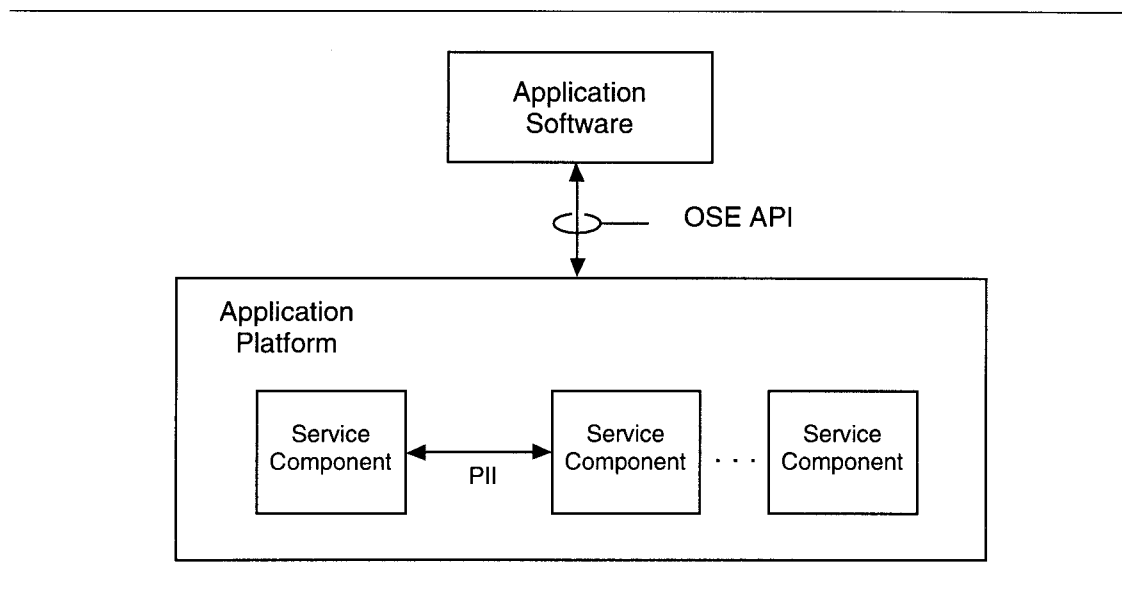 Application
Software
OSE API
Application
Platform
Service
Component
PII
Service
Component
. . .
Service
Component